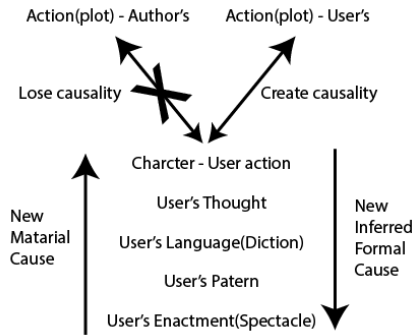 Action(plot) - Author's
Action(plot) - User's
Lose causality
Create causality
Charcter - User action
User's Thought
User's Language(Diction)
User's Patern
User's Enactment(Spectacle)
New
Matarial
Cause
New
Inferred
Formal
Cause